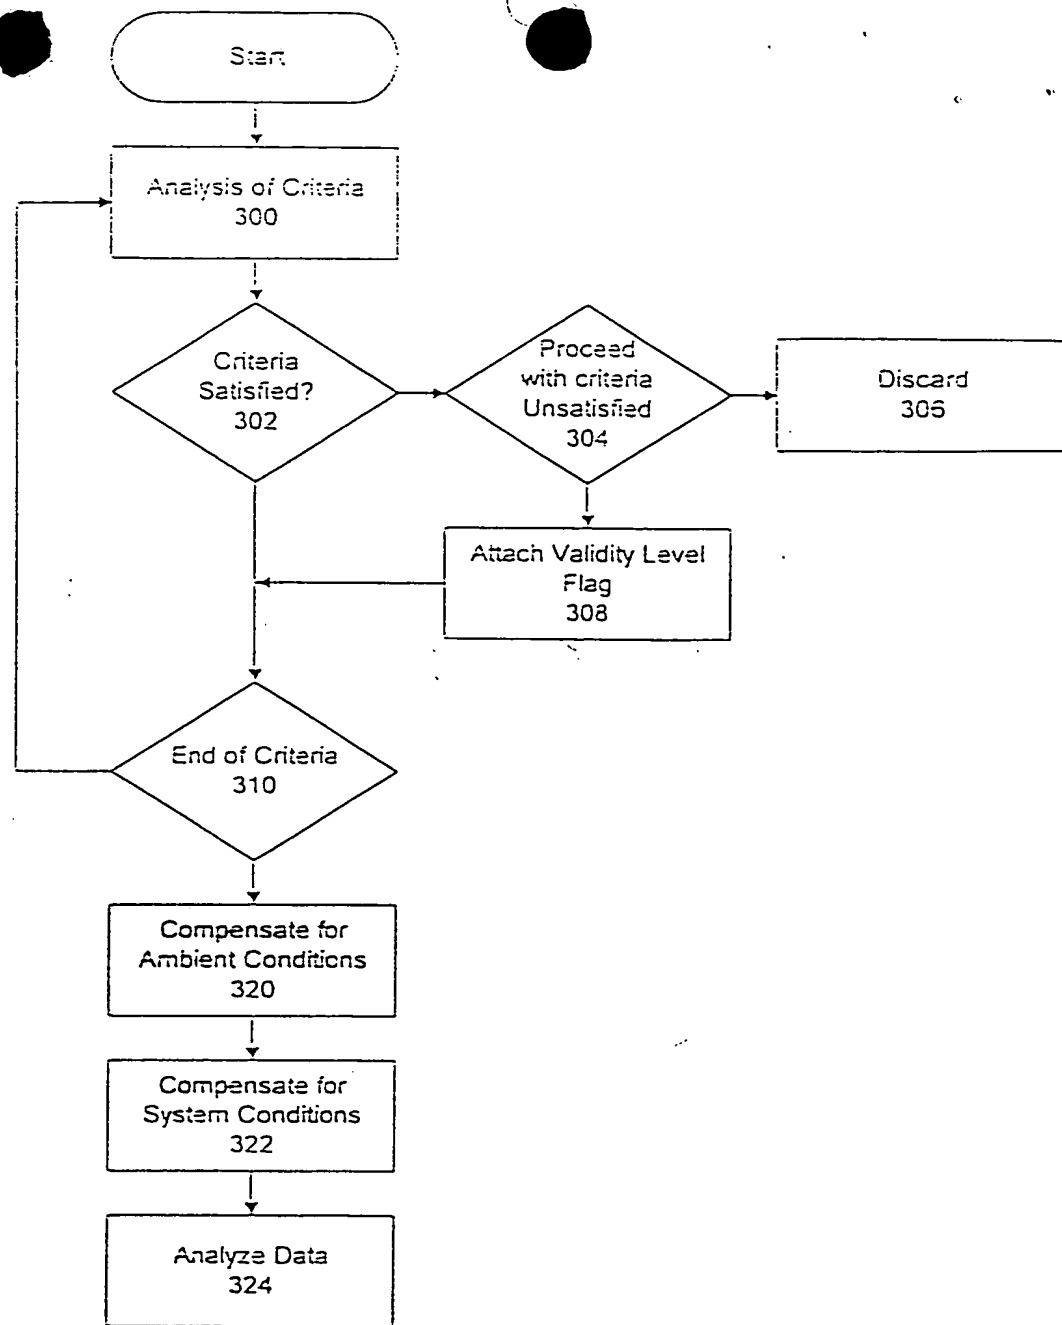 Start
Analysis of Criteria
300
Criteria
Satisfied?
302
Proceed
with criteria
Unsatisfied
304
Discard
306
Attach Validity Level
Flag
308
End of Criteria
310
Compensate for
Ambient Conditions
320
Compensate for
System Conditions
322
Analyze Data
324